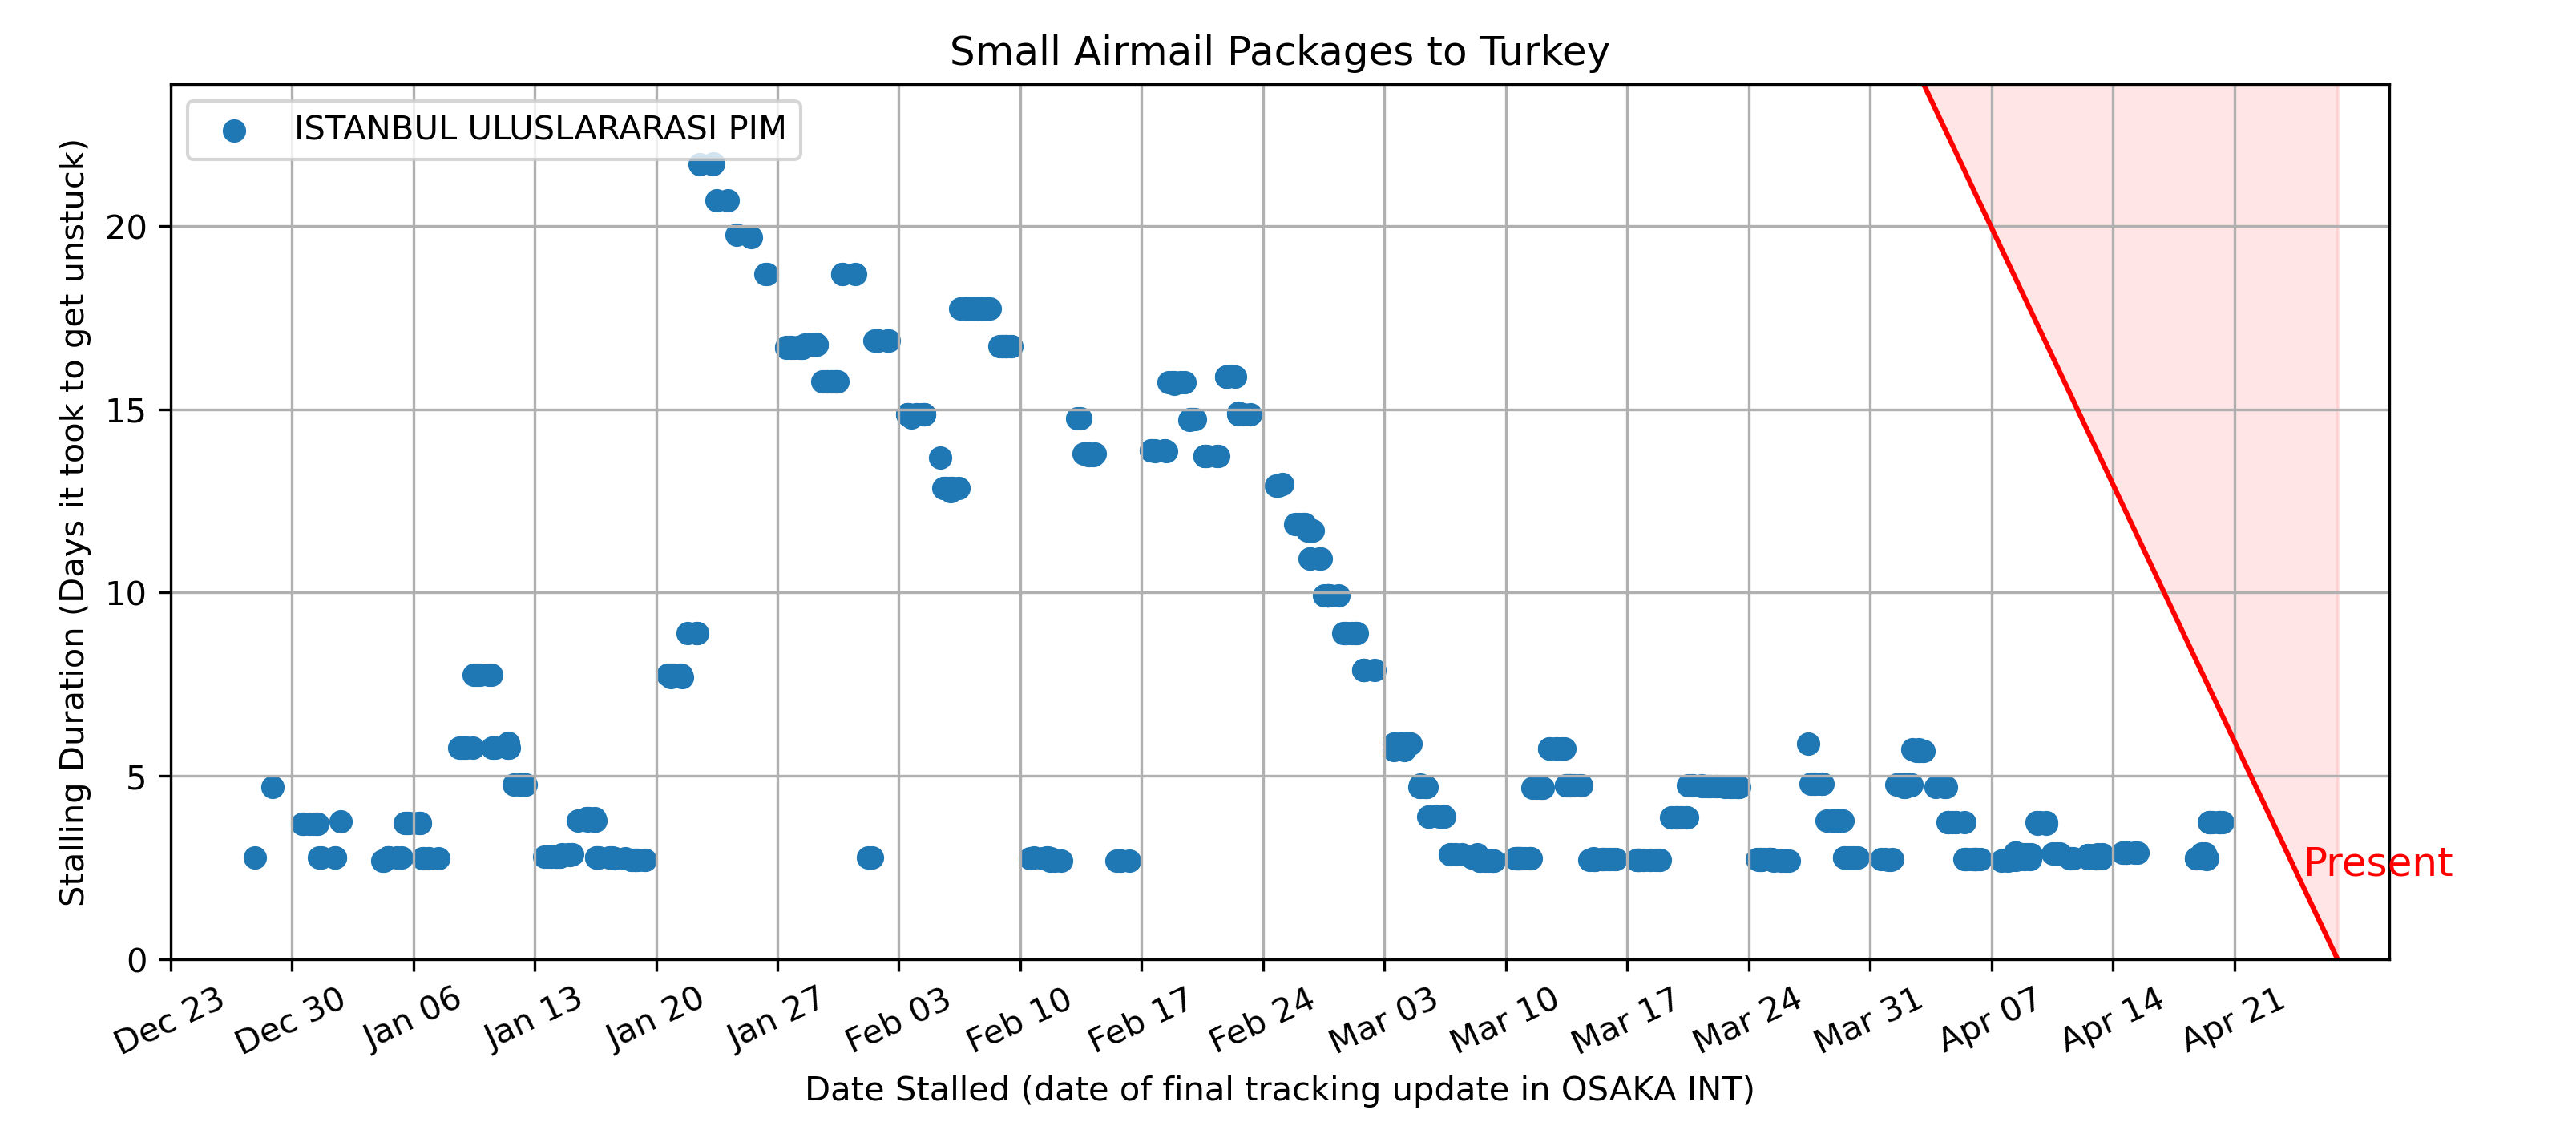 Small Airmail Packages to Turkey
ISTANBUL ULUSLARARASI PIM
Stalling Duration (Days it took to get unstuck)
20
15
10
5
0
Present
Dec 23
Dec 30
Jan 06
Jan 13
Jan 20
Jan 27
Feb 03
Feb 10
Feb 17
Feb 24
Mar 03
Mar 10
Mar 17
Mar 24
Mar 31
Apr 07
Apr 14
Apr 21
Date Stalled (date of final tracking update in OSAKA INT)